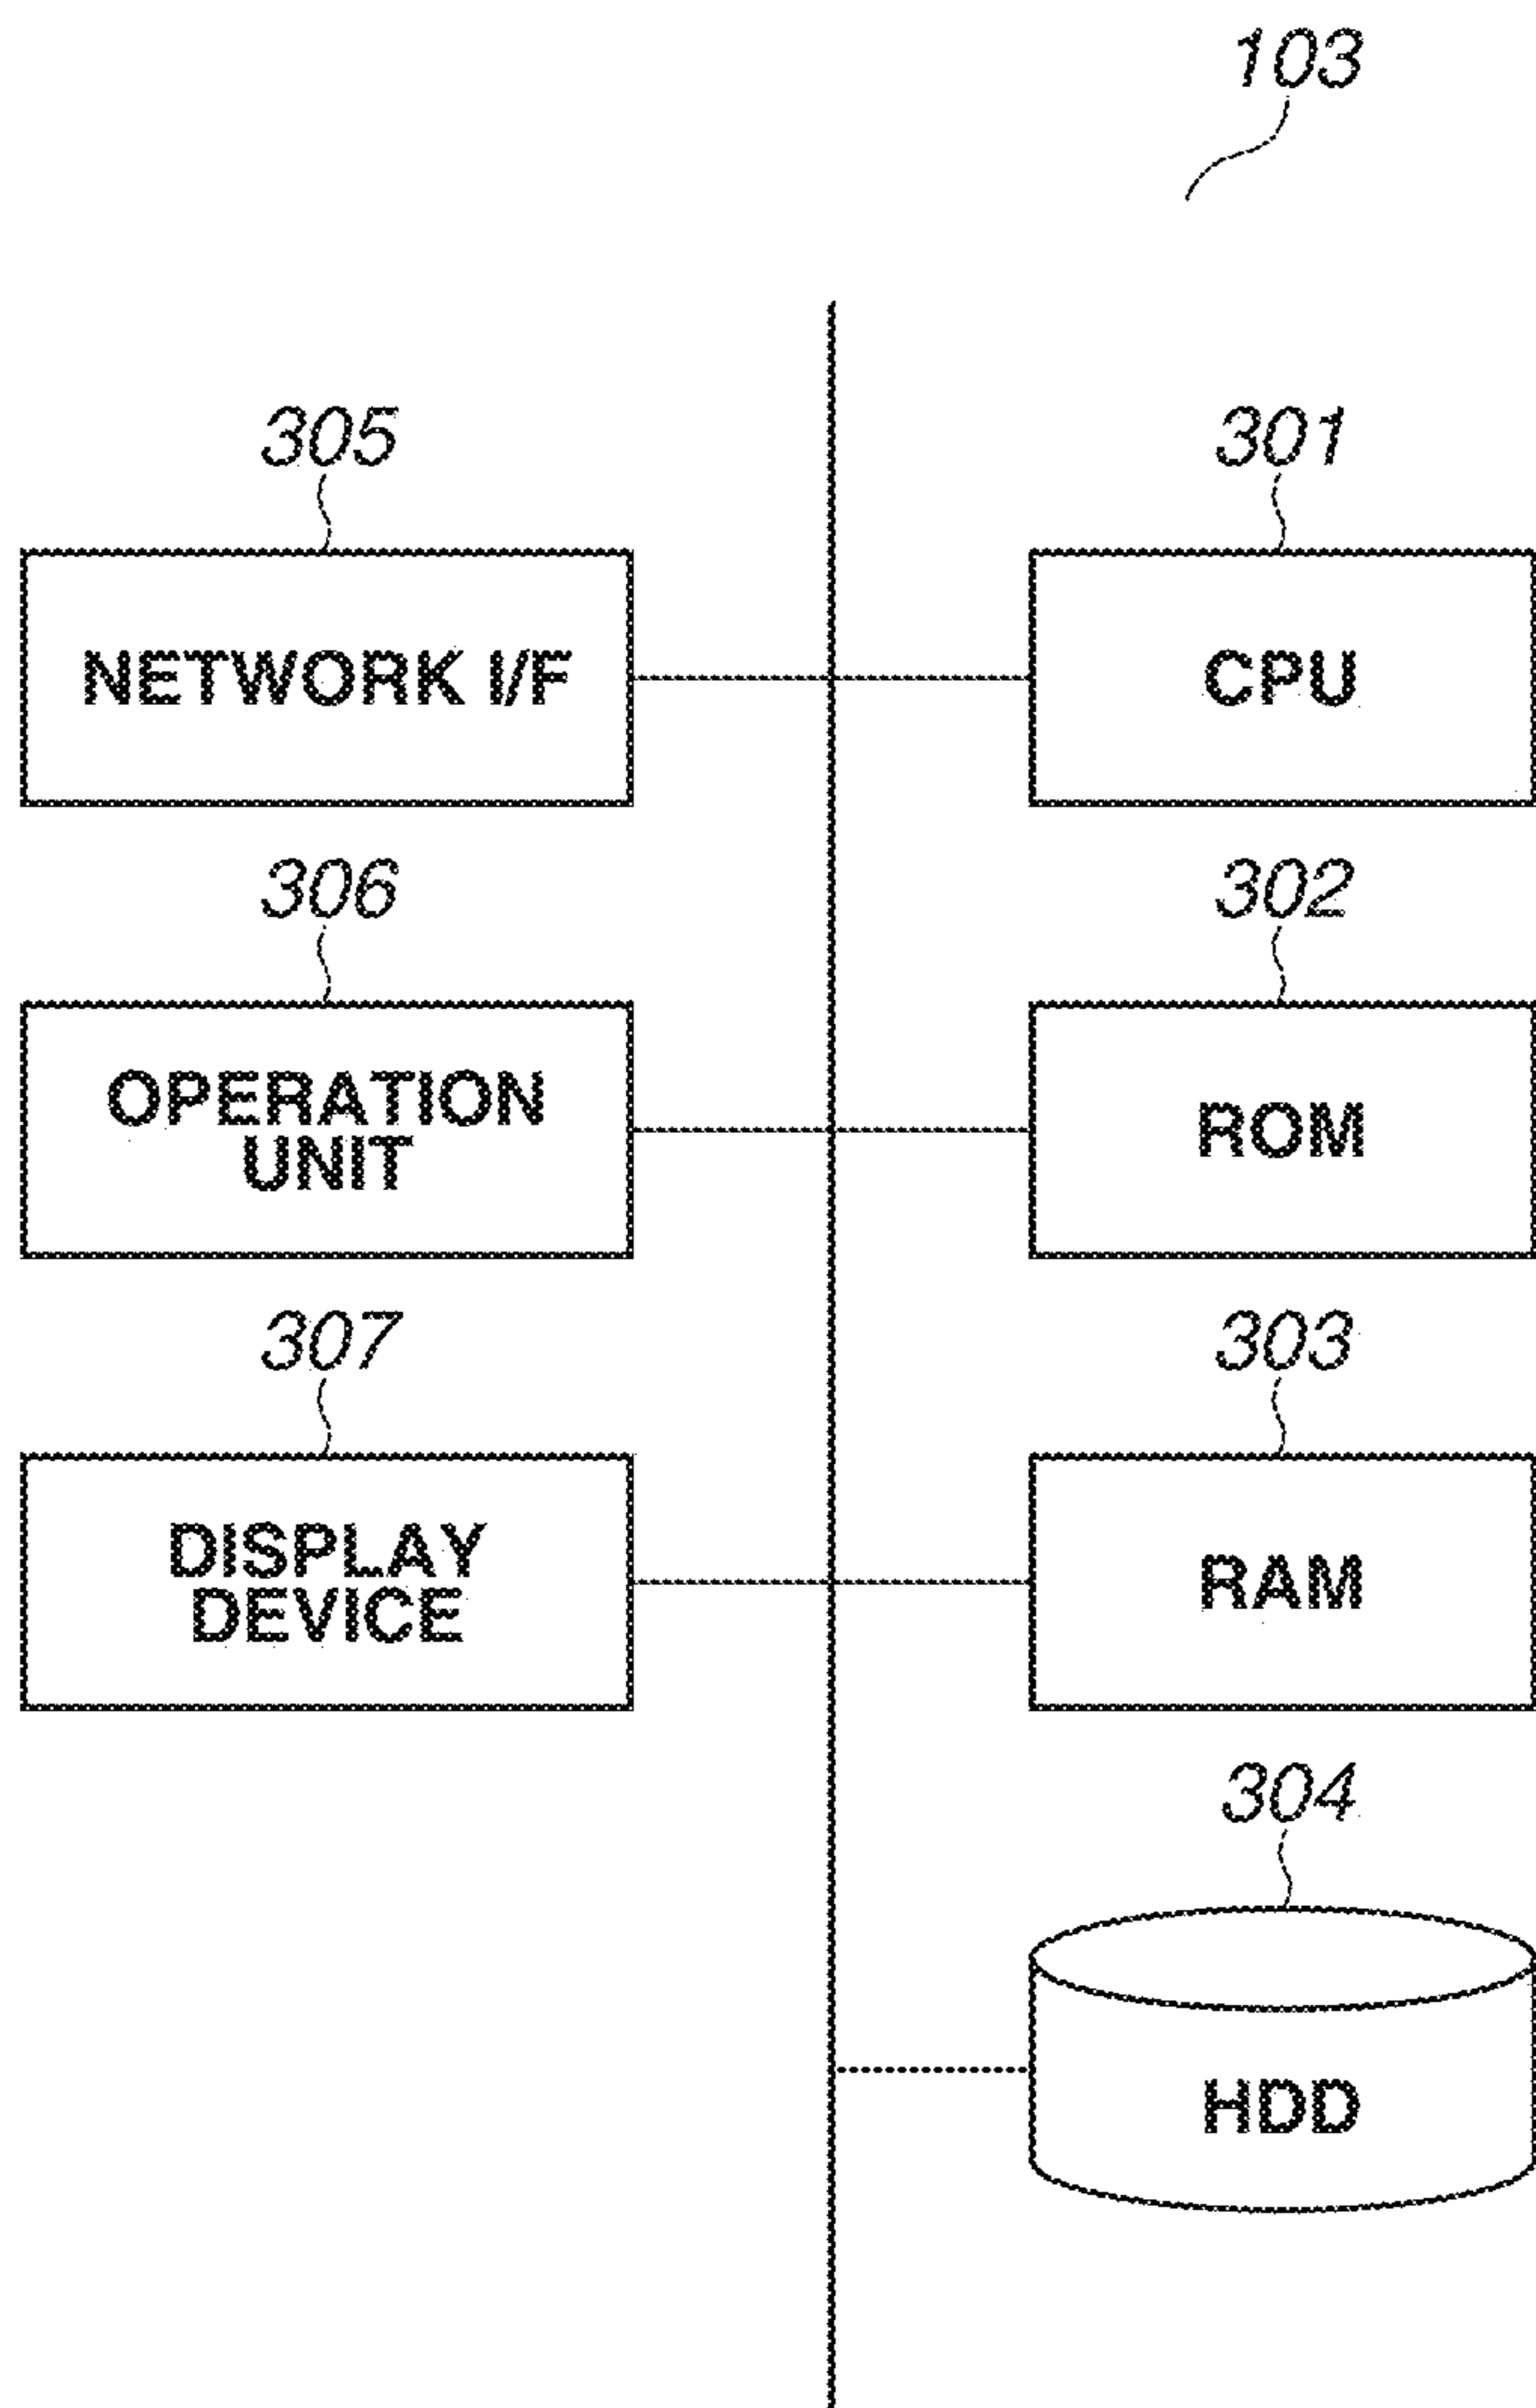 103
305
NETWORK I/F
301
CPU
306
OPERATION
UNIT
302
ROM
307
DISPLAY
DEVICE
303
RAM
304
HDD